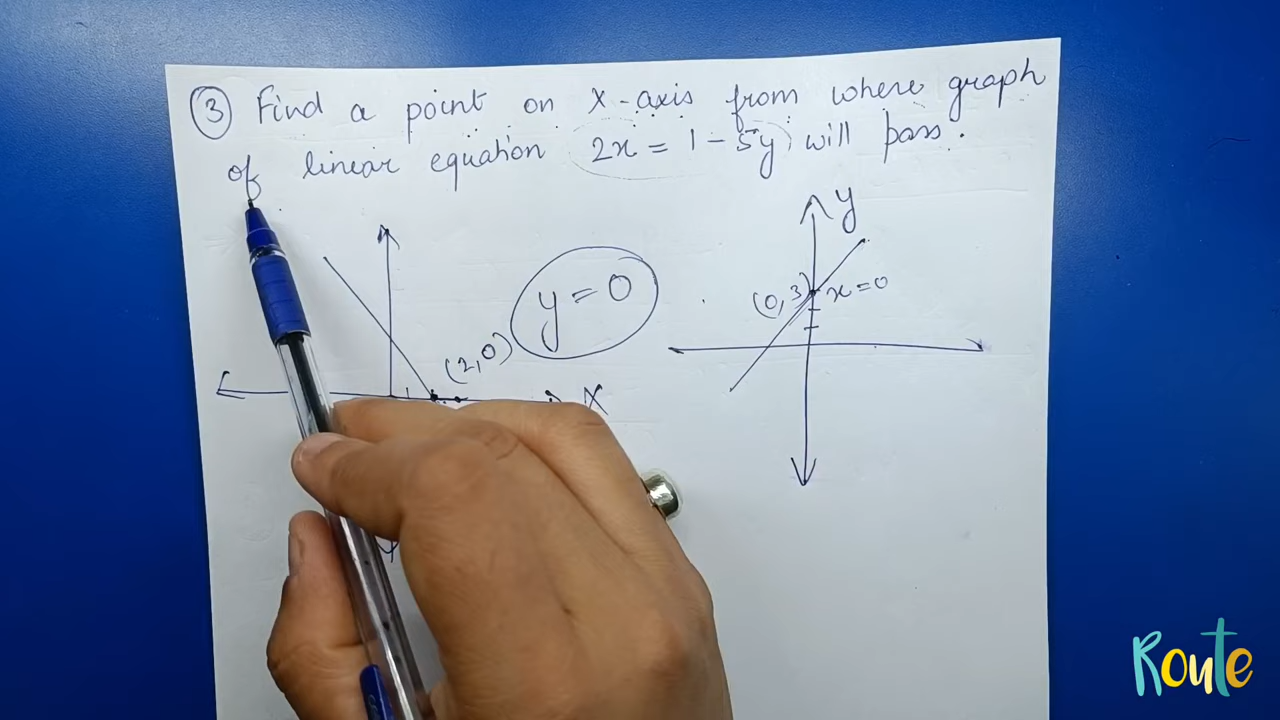 ③ Find a point on x-axis from where graph
of linear equation 2x = 1 - 5y will pass.
y
y = 0
(0,3)
x = 0
(2,0)
X
Route